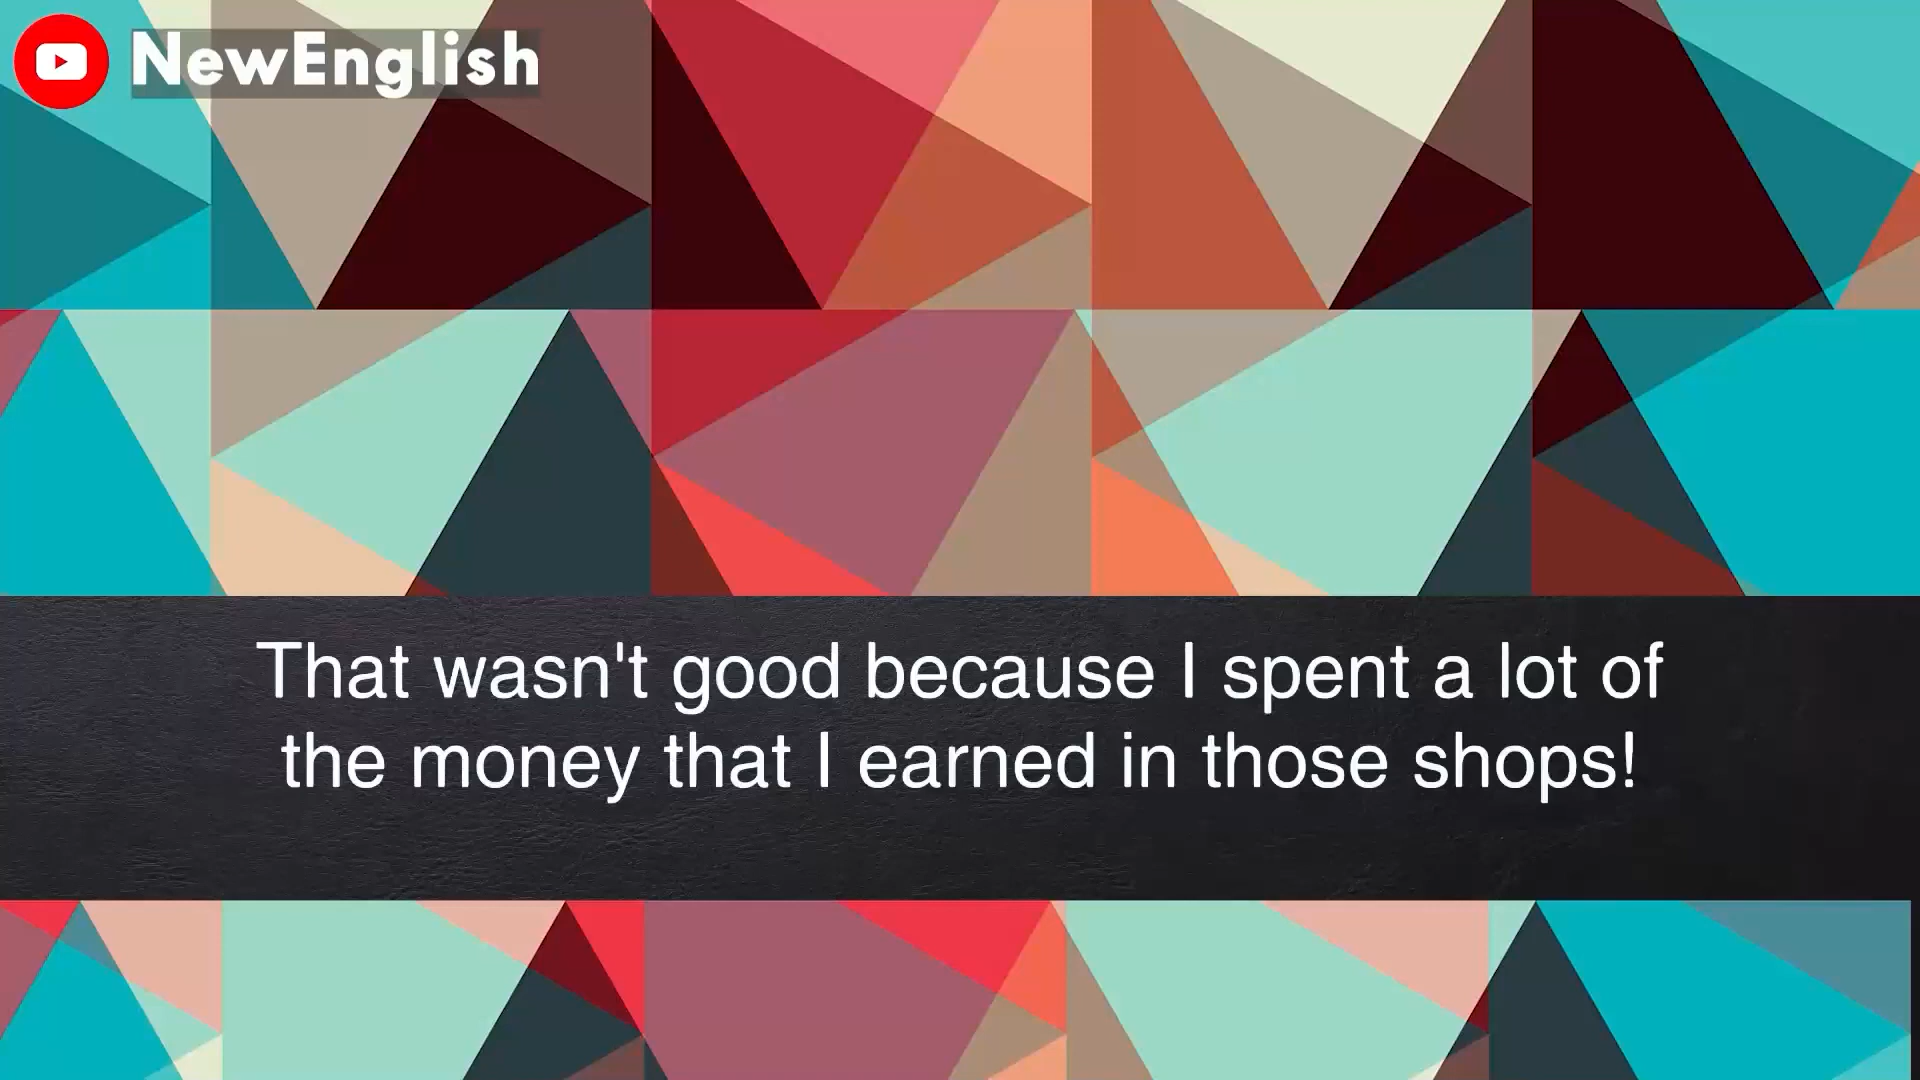 NewEnglish
That wasn't good because I spent a lot of
the money that I earned in those shops!